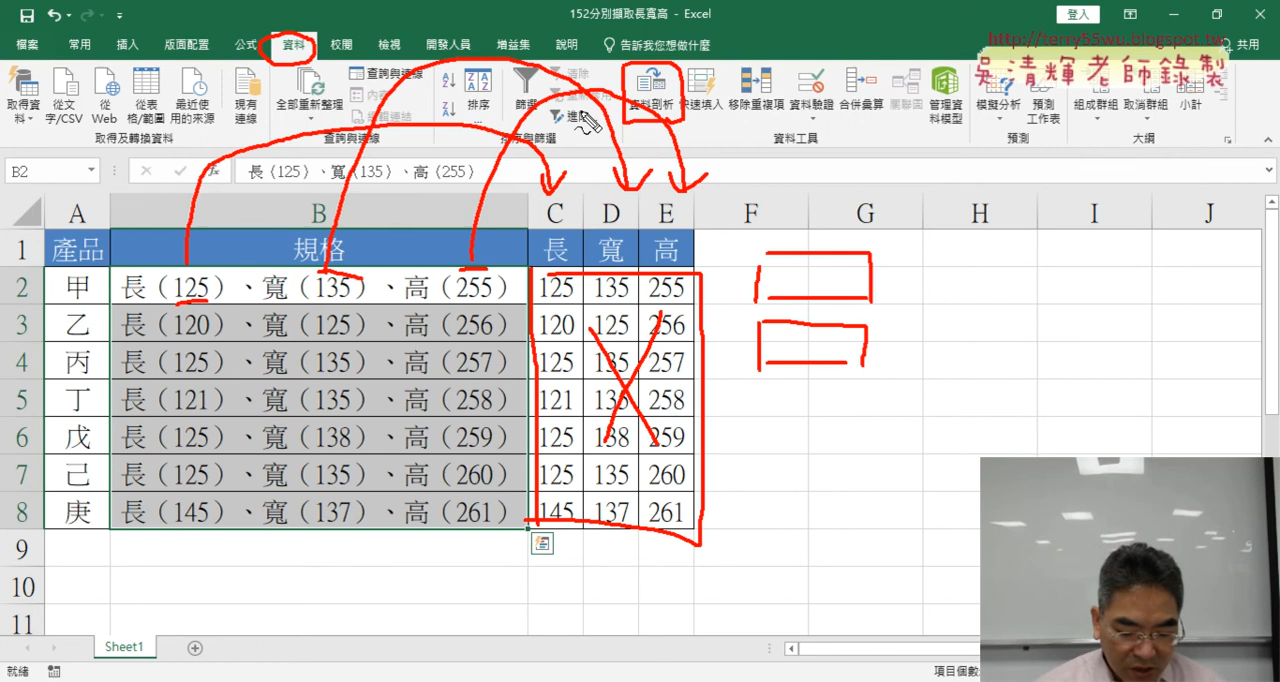 152分別擷取長寬高 - Excel
登入
檔案 常用 插入 版面配置 公式 資料 校閱 檢視 開發人員 增益集 說明 告訴我您想做什麼 共用
http://terry55wu.blogspot.tw
吳清輝老師錄製
取得資料 從文字/CSV 從 Web 從表格/範圍 最近使用的來源 現有連線 全部重新整理 查詢與連線 排序 篩選 清除 資料剖析 快速填入 移除重複項 資料驗證 合併彙算 關聯圖 管理資料模型 模擬分析 預測工作表 組成群組 取消群組 小計
取得及轉換資料 查詢與連線 排序與篩選 資料工具 預測 大綱
B2 fx 長（125）、寬（135）、高（255）
A B C D E F G H I J
1 產品 規格 長 寬 高
2 甲 長（125）、寬（135）、高（255） 125 135 255
3 乙 長（120）、寬（125）、高（256） 120 125 256
4 丙 長（125）、寬（135）、高（257） 125 135 257
5 丁 長（121）、寬（135）、高（258） 121 135 258
6 戊 長（125）、寬（138）、高（259） 125 138 259
7 己 長（125）、寬（135）、高（260） 125 135 260
8 庚 長（145）、寬（137）、高（261） 145 137 261
9
10
11
Sheet1
就緒 項目個數